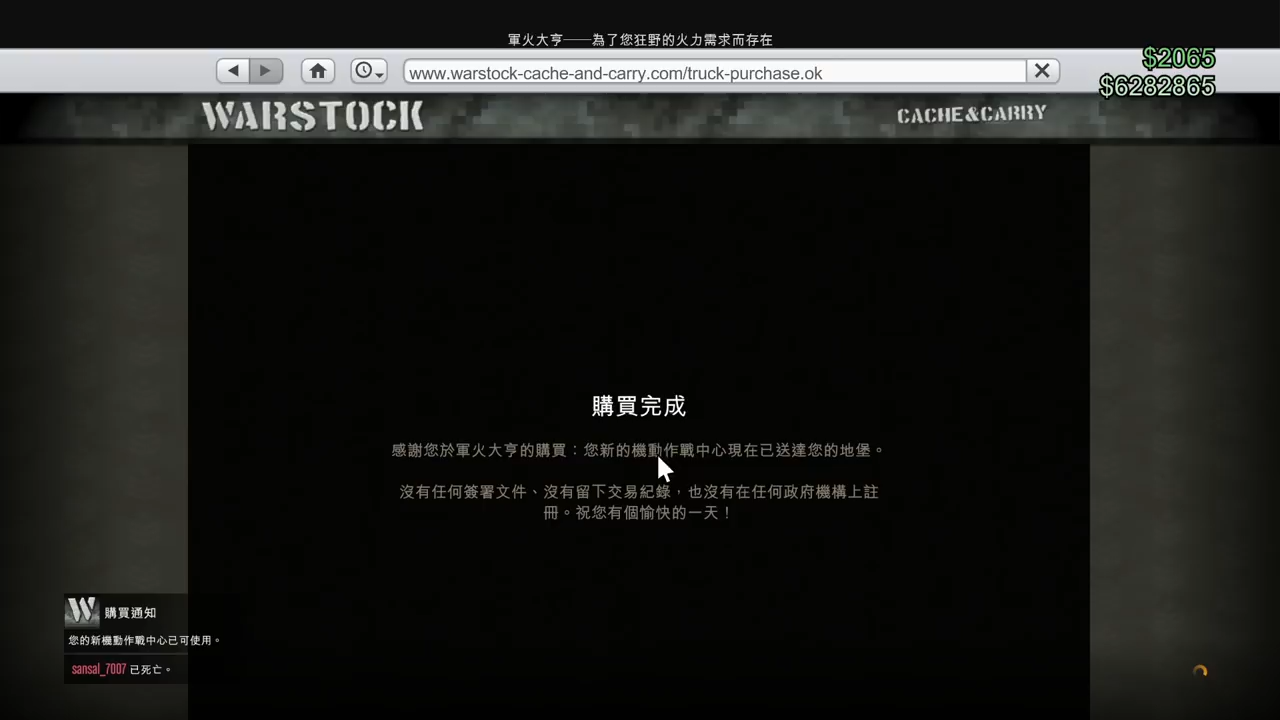 軍火大亨──為了您狂野的火力需求而存在
www.warstock-cache-and-carry.com/truck-purchase.ok
$2065
$6282865
WARSTOCK
CACHE&CARRY
購買完成
感謝您於軍火大亨的購買：您新的機動作戰中心現在已送達您的地堡。
沒有任何簽署文件、沒有留下交易紀錄，也沒有在任何政府機構上註
冊。祝您有個愉快的一天！
W 購買通知
您的新機動作戰中心已可使用。
sansal_7007 已死亡。